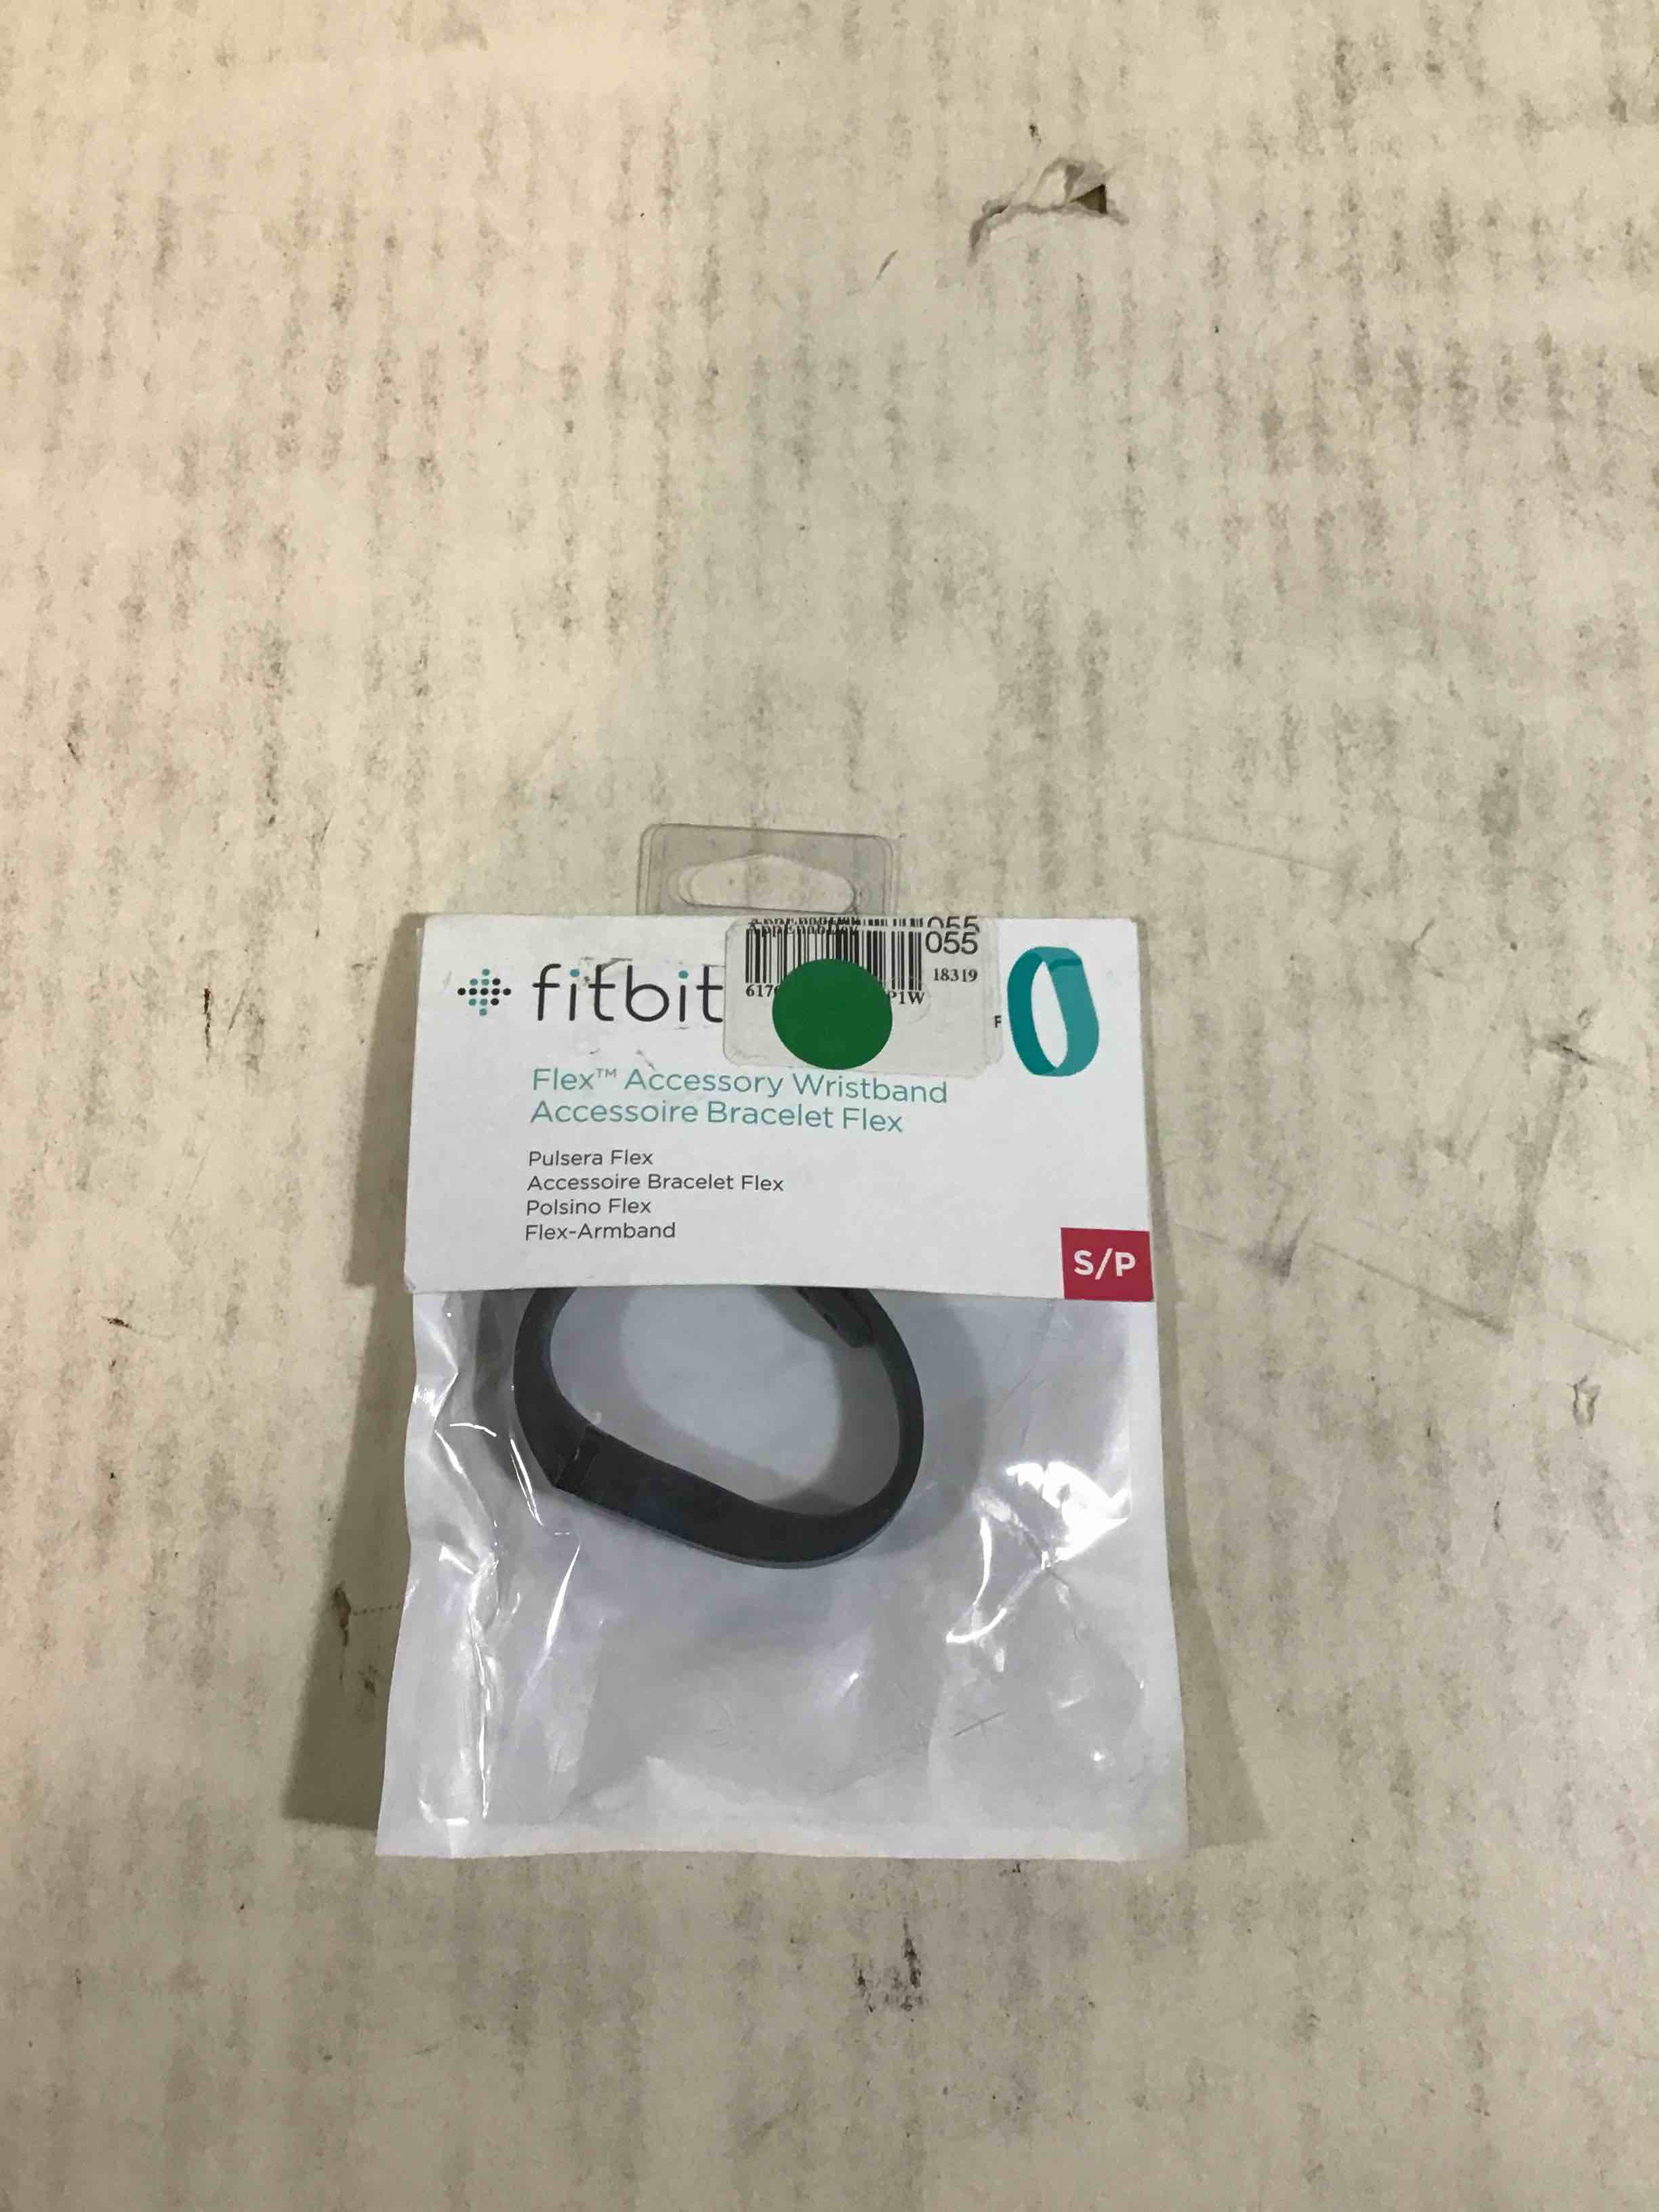 055
055
18319
fitbit
P1W
F
Flex™ Accessory Wristband
Accessoire Bracelet Flex
Pulsera Flex
Accessoire Bracelet Flex
Polsino Flex
Flex-Armband
S/P